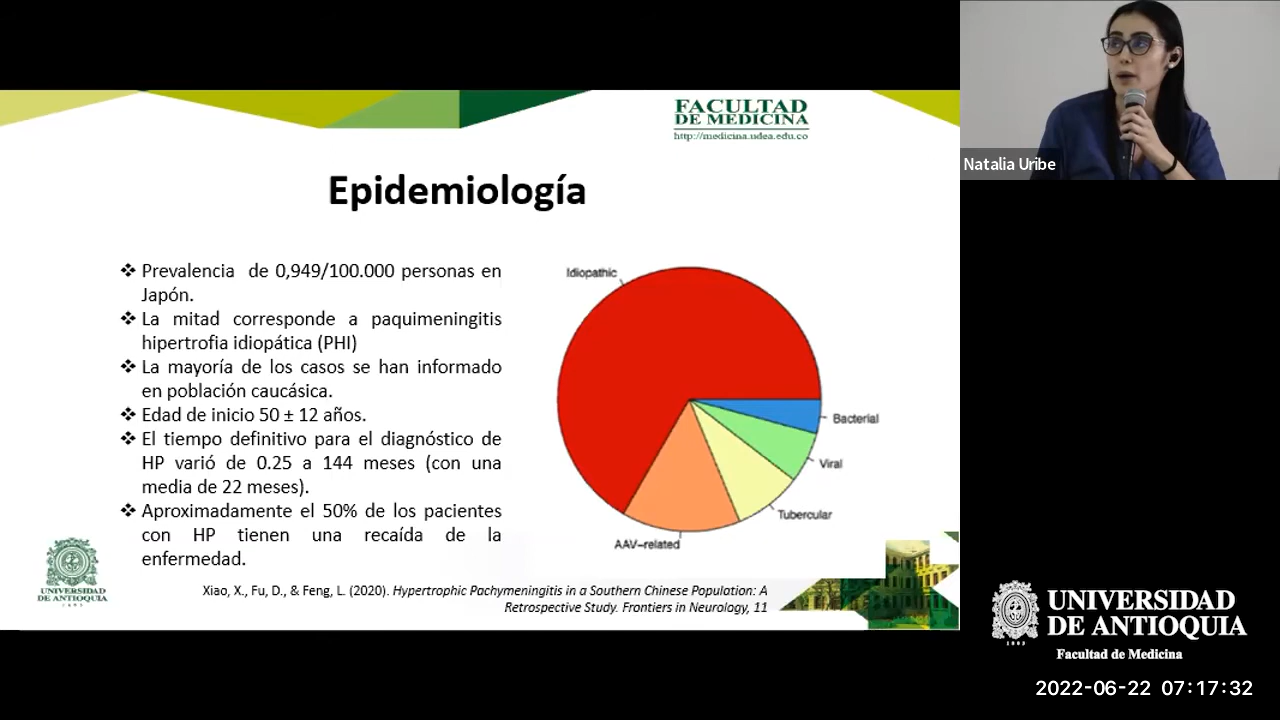 FACULTAD
DE MEDICINA
http://medicina.udea.edu.co
Natalia Uribe
Epidemiología
❖ Prevalencia de 0,949/100.000 personas en
Japón.
❖ La mitad corresponde a paquimeningitis
hipertrofia idiopática (PHI)
❖ La mayoría de los casos se han informado
en población caucásica.
❖ Edad de inicio 50 ± 12 años.
❖ El tiempo definitivo para el diagnóstico de
HP varió de 0.25 a 144 meses (con una
media de 22 meses).
❖ Aproximadamente el 50% de los pacientes
con HP tienen una recaída de la
enfermedad.
Idiopathic
Bacterial
Viral
Tubercular
AAV-related
UNIVERSIDAD
DE ANTIOQUIA
1803
Xiao, X., Fu, D., & Feng, L. (2020). Hypertrophic Pachymeningitis in a Southern Chinese Population: A
Retrospective Study. Frontiers in Neurology, 11
UNIVERSIDAD
DE ANTIOQUIA
1803
Facultad de Medicina
2022-06-22 07:17:32